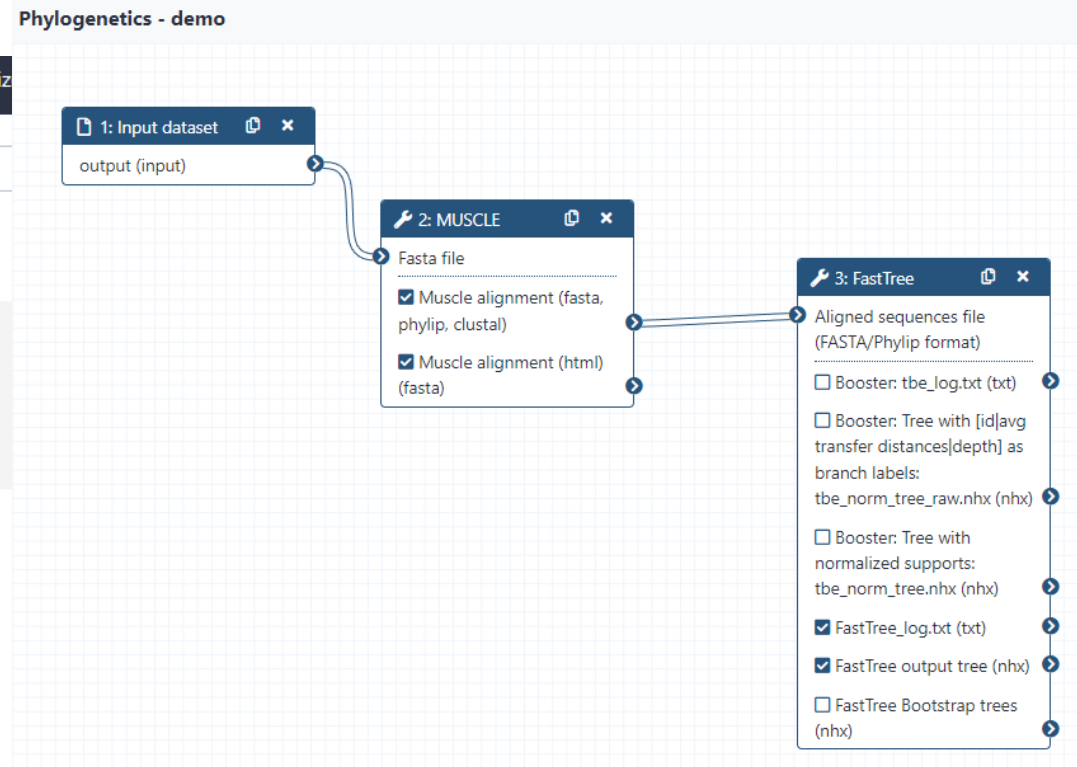 Phylogenetics - demo
iz
1: Input dataset
output (input)
2: MUSCLE
Fasta file
Muscle alignment (fasta,
phylip, clustal)
Muscle alignment (html)
(fasta)
3: FastTree
Aligned sequences file
(FASTA/Phylip format)
Booster: tbe_log.txt (txt)
Booster: Tree with [id|avg
transfer distances|depth] as
branch labels:
tbe_norm_tree_raw.nhx (nhx)
Booster: Tree with
normalized supports:
tbe_norm_tree.nhx (nhx)
FastTree_log.txt (txt)
FastTree output tree (nhx)
FastTree Bootstrap trees
(nhx)